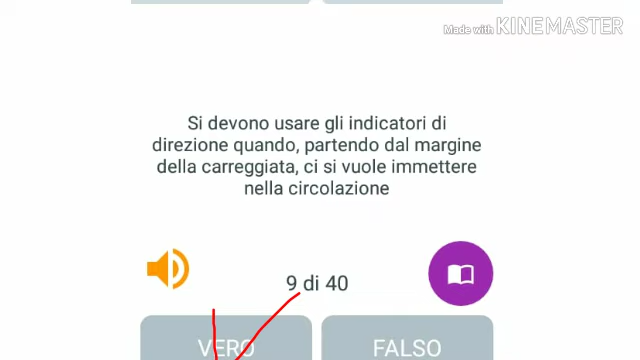 Made with KINEMASTER
Si devono usare gli indicatori di
direzione quando, partendo dal margine
della carreggiata, ci si vuole immettere
nella circolazione
9 di 40
VERO FALSO